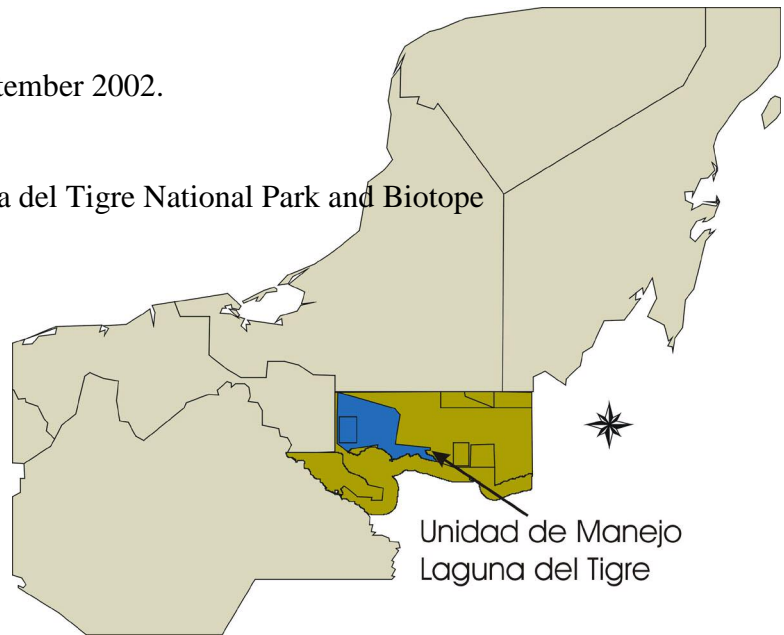 tember 2002.
a del Tigre National Park and Biotope
Unidad de Manejo
Laguna del Tigre